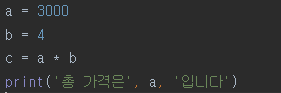 a = 3000
b = 4
c = a * b
print('총 가격은', a, '입니다')